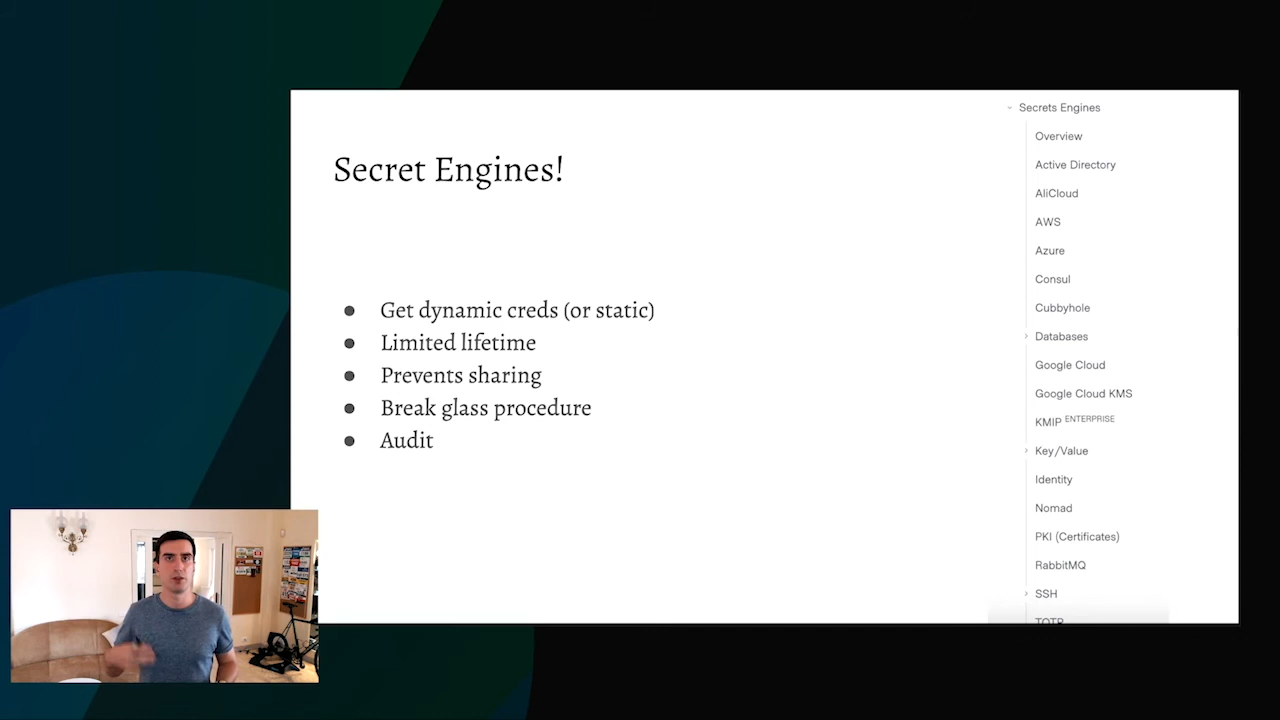 Secret Engines!
● Get dynamic creds (or static)
● Limited lifetime
● Prevents sharing
● Break glass procedure
● Audit
Secrets Engines
Overview
Active Directory
AliCloud
AWS
Azure
Consul
Cubbyhole
Databases
Google Cloud
Google Cloud KMS
KMIP ENTERPRISE
Key/Value
Identity
Nomad
PKI (Certificates)
RabbitMQ
SSH
TOTP